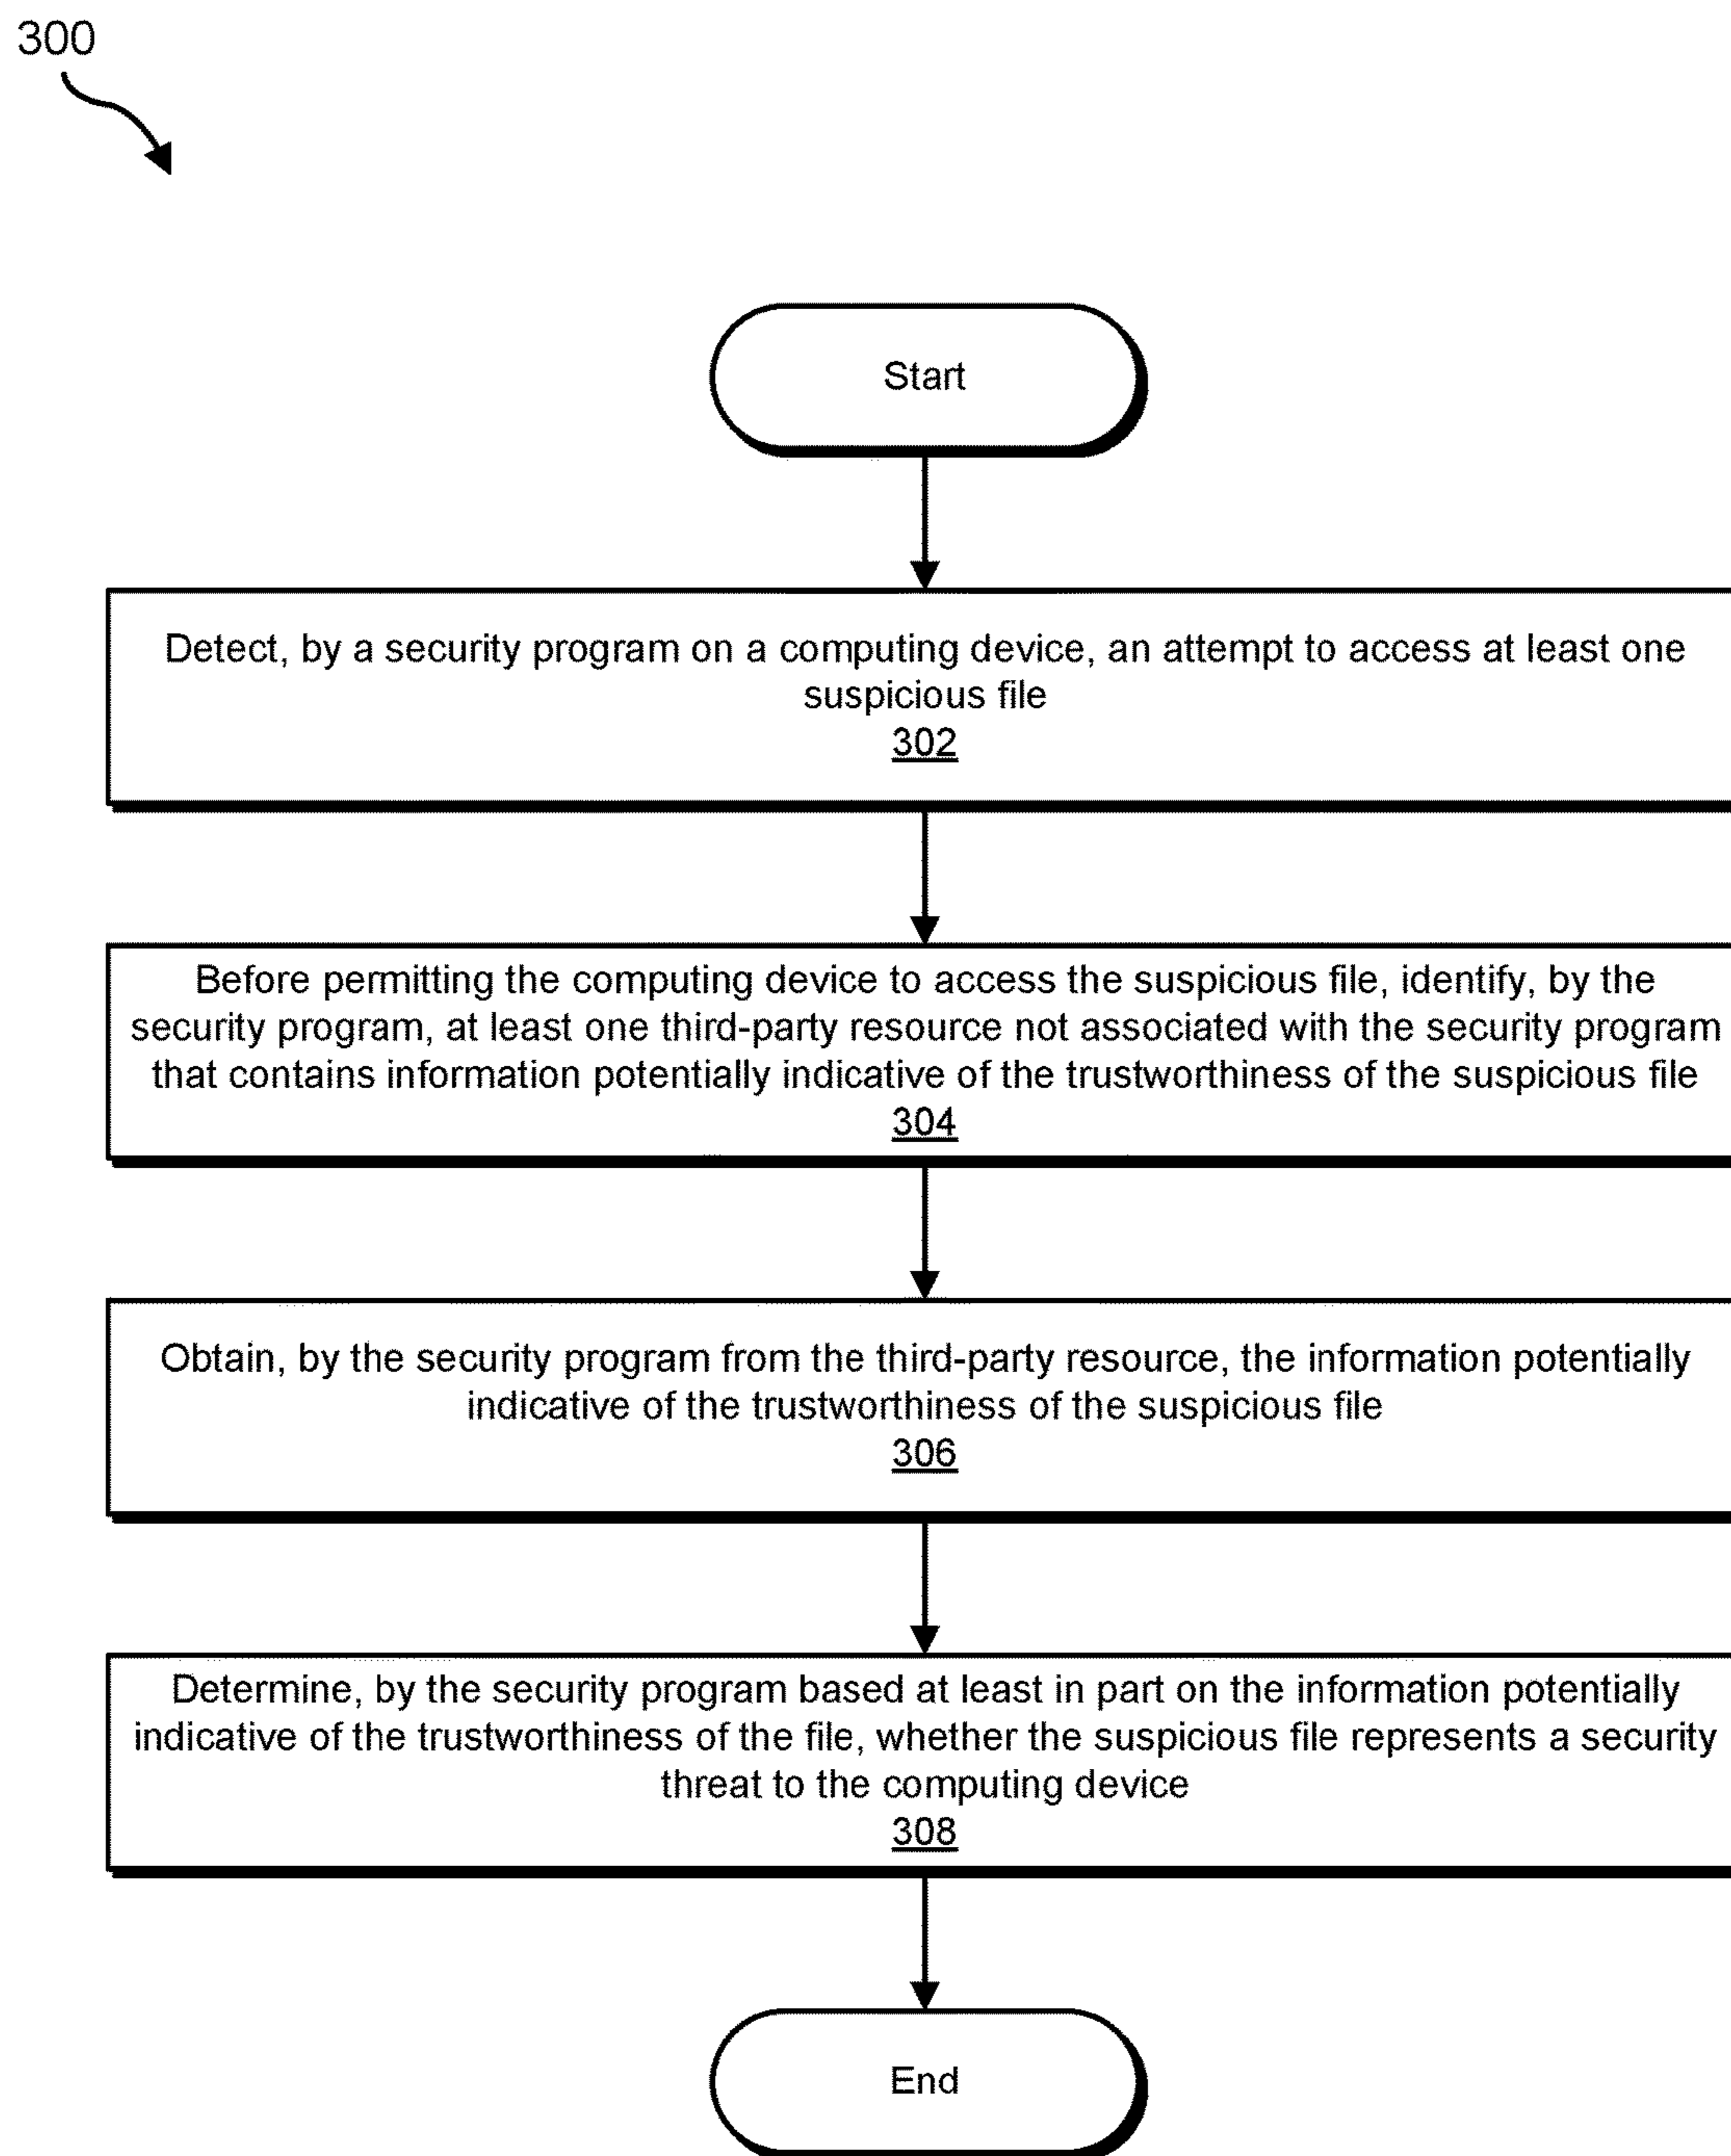 300
Start
Detect, by a security program on a computing device, an attempt to access at least one
suspicious file
302
Before permitting the computing device to access the suspicious file, identify, by the
security program, at least one third-party resource not associated with the security program
that contains information potentially indicative of the trustworthiness of the suspicious file
304
Obtain, by the security program from the third-party resource, the information potentially
indicative of the trustworthiness of the suspicious file
306
Determine, by the security program based at least in part on the information potentially
indicative of the trustworthiness of the file, whether the suspicious file represents a security
threat to the computing device
308
End